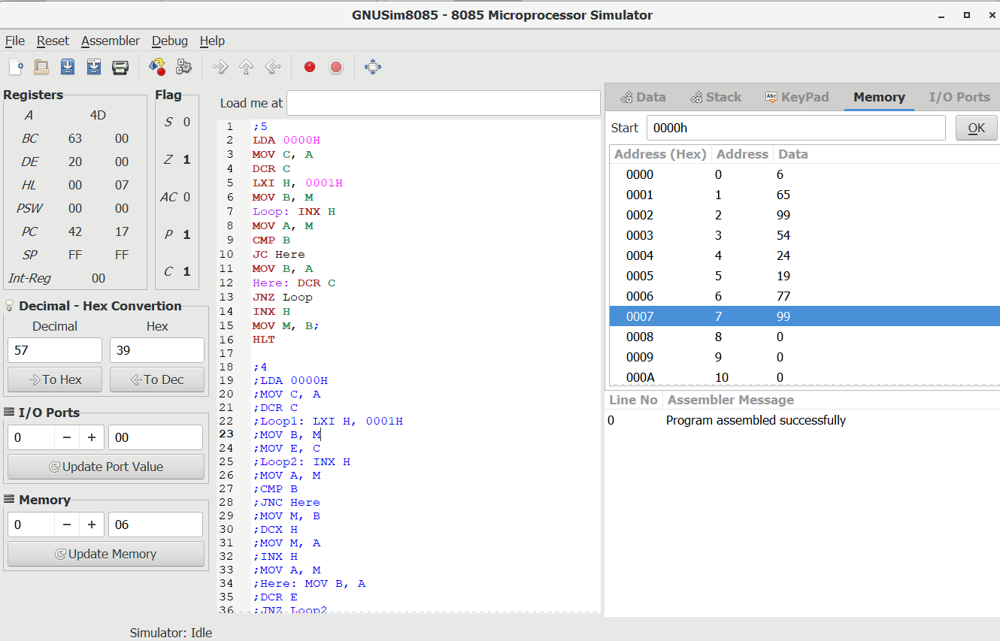 GNUSim8085 - 8085 Microprocessor Simulator
File Reset Assembler Debug Help
Registers
A 4D
BC 63 00
DE 20 00
HL 00 07
PSW 00 00
PC 42 17
SP FF FF
Int-Reg 00
Flag
S 0
Z 1
AC 0
P 1
C 1
Decimal - Hex Convertion
Decimal Hex
57 39
To Hex To Dec
I/O Ports
0 − + 00
Update Port Value
Memory
0 − + 06
Update Memory
Load me at
1 ;5
2 LDA 0000H
3 MOV C, A
4 DCR C
5 LXI H, 0001H
6 MOV B, M
7 Loop: INX H
8 MOV A, M
9 CMP B
10 JC Here
11 MOV B, A
12 Here: DCR C
13 JNZ Loop
14 INX H
15 MOV M, B;
16 HLT
17
18 ;4
19 ;LDA 0000H
20 ;MOV C, A
21 ;DCR C
22 ;Loop1: LXI H, 0001H
23 ;MOV B, M
24 ;MOV E, C
25 ;Loop2: INX H
26 ;MOV A, M
27 ;CMP B
28 ;JNC Here
29 ;MOV M, B
30 ;DCX H
31 ;MOV M, A
32 ;INX H
33 ;MOV A, M
34 ;Here: MOV B, A
35 ;DCR E
36 ;JNZ Loop2
Data Stack Abc KeyPad Memory I/O Ports
Start 0000h OK
Address (Hex) Address Data
0000 0 6
0001 1 65
0002 2 99
0003 3 54
0004 4 24
0005 5 19
0006 6 77
0007 7 99
0008 8 0
0009 9 0
000A 10 0
Line No Assembler Message
0 Program assembled successfully
Simulator: Idle